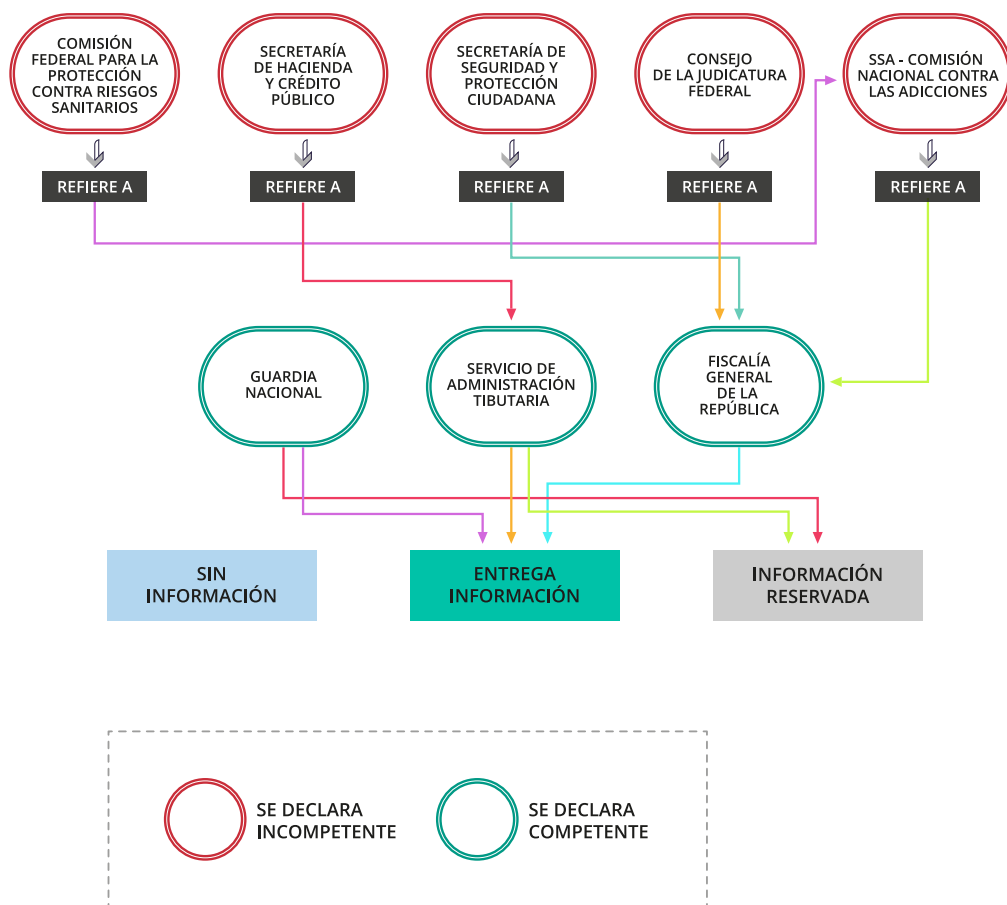 COMISIÓN
FEDERAL PARA LA
PROTECCIÓN
CONTRA RIESGOS
SANITARIOS
SECRETARÍA
DE HACIENDA
Y CRÉDITO
PÚBLICO
SECRETARÍA DE
SEGURIDAD Y
PROTECCIÓN
CIUDADANA
CONSEJO
DE LA JUDICATURA
FEDERAL
SSA - COMISIÓN
NACIONAL CONTRA
LAS ADICCIONES
REFIERE A
REFIERE A
REFIERE A
REFIERE A
REFIERE A
GUARDIA
NACIONAL
SERVICIO DE
ADMINISTRACIÓN
TIBUTARIA
FISCALÍA
GENERAL
DE LA
REPÚBLICA
SIN
INFORMACIÓN
ENTREGA
INFORMACIÓN
INFORMACIÓN
RESERVADA
SE DECLARA
INCOMPETENTE
SE DECLARA
COMPETENTE